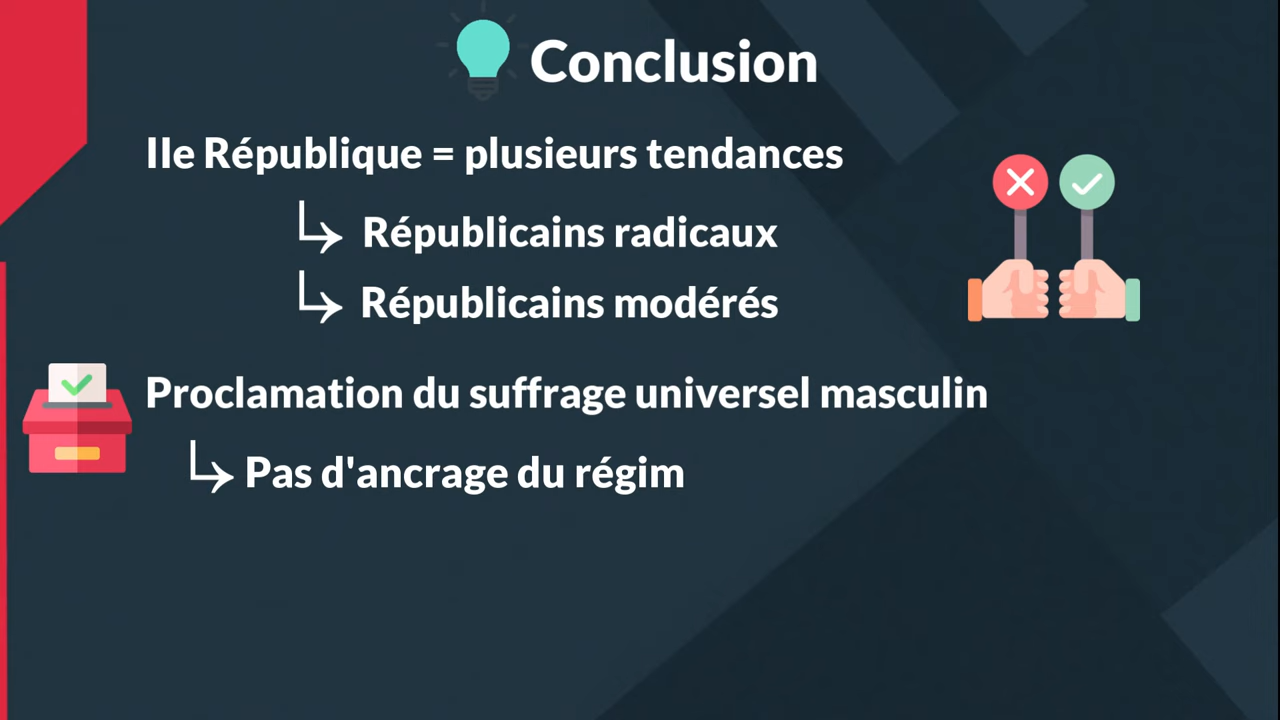 Conclusion
IIe République = plusieurs tendances
Républicains radicaux
Républicains modérés
Proclamation du suffrage universel masculin
Pas d'ancrage du régim